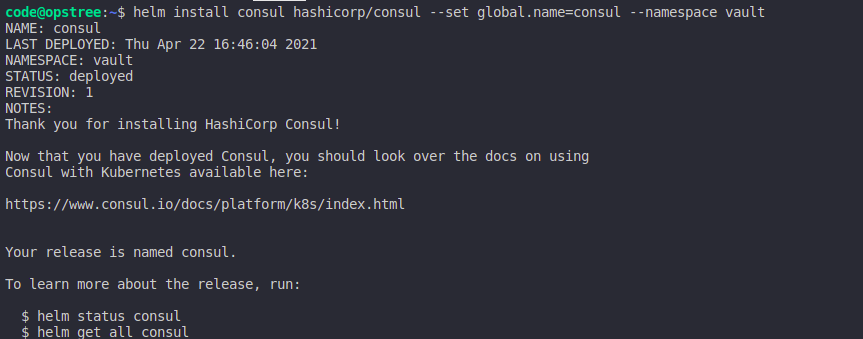 code@opstree:~$ helm install consul hashicorp/consul --set global.name=consul --namespace vault
NAME: consul
LAST DEPLOYED: Thu Apr 22 16:46:04 2021
NAMESPACE: vault
STATUS: deployed
REVISION: 1
NOTES:
Thank you for installing HashiCorp Consul!
Now that you have deployed Consul, you should look over the docs on using
Consul with Kubernetes available here:
https://www.consul.io/docs/platform/k8s/index.html
Your release is named consul.
To learn more about the release, run:
$ helm status consul
$ helm get all consul